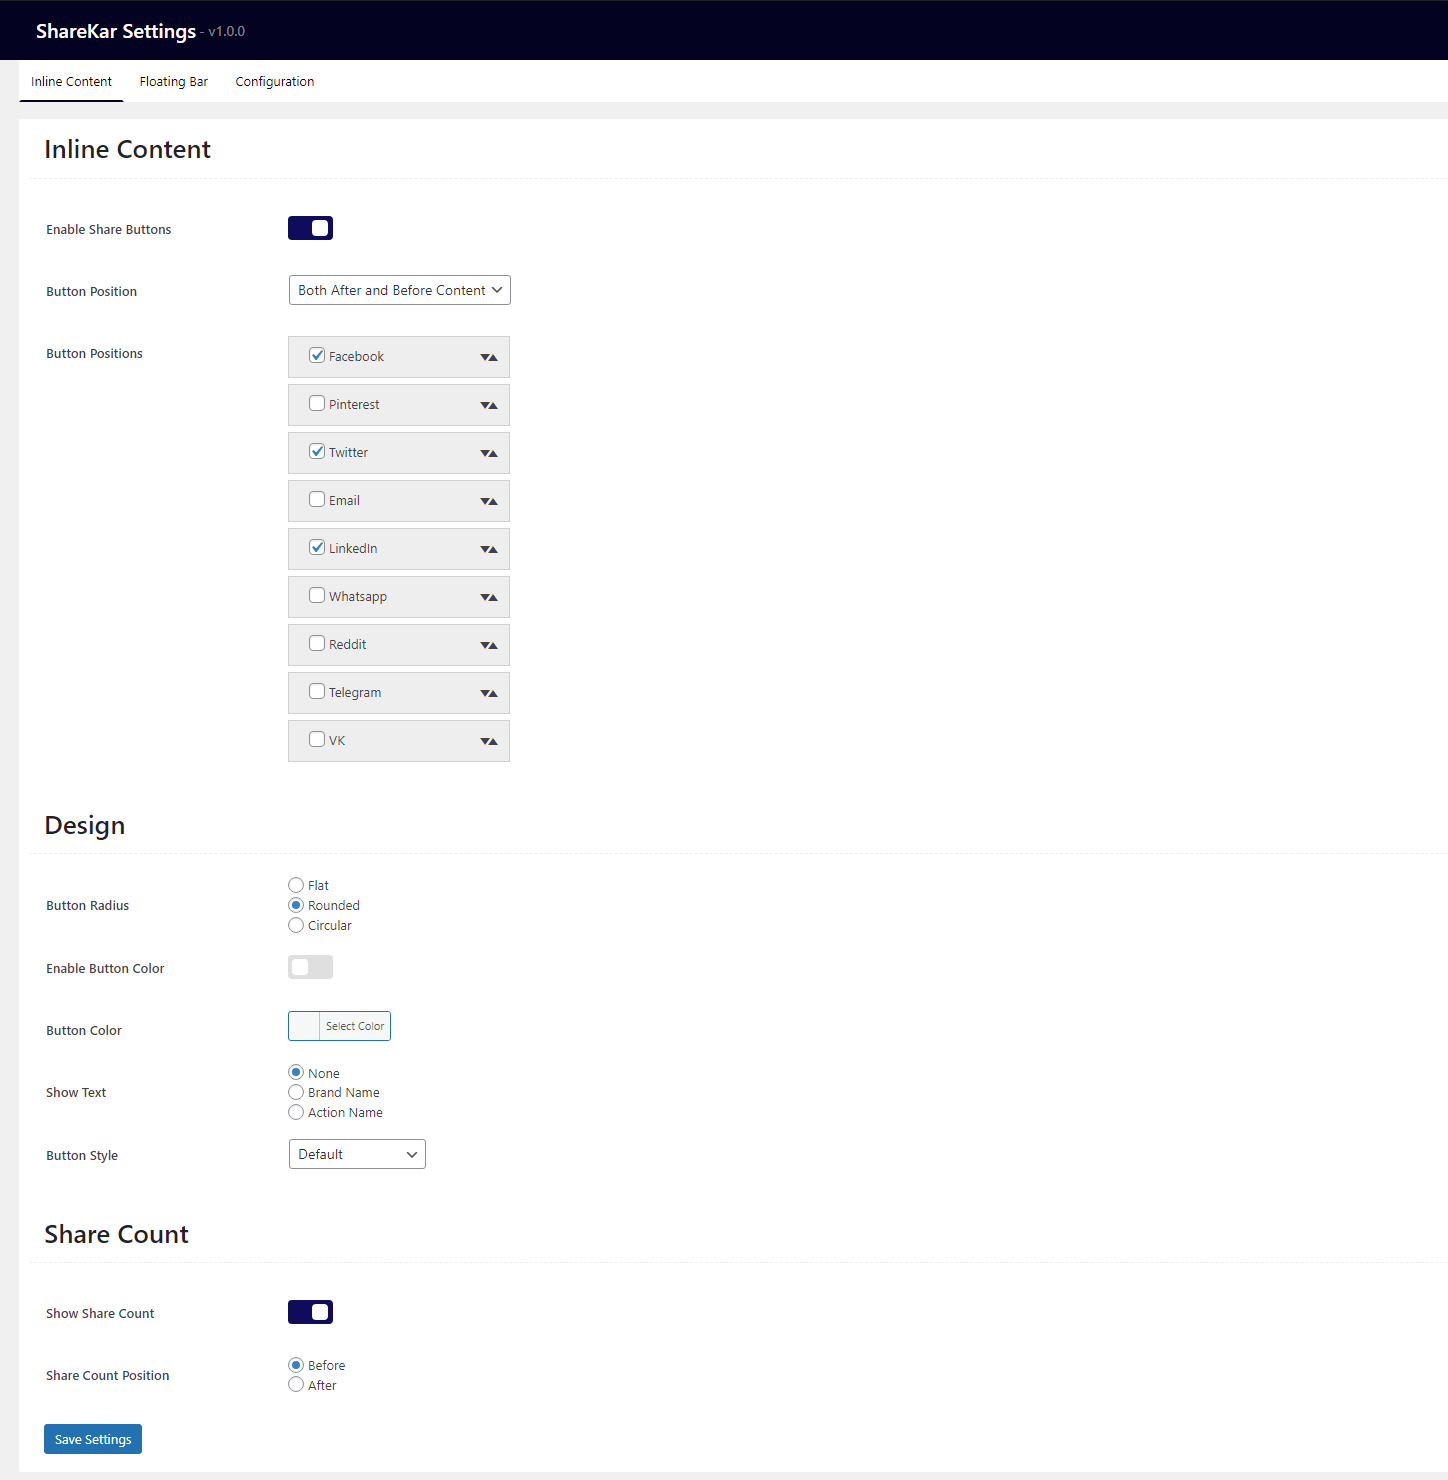 ShareKar Settings - v1.0.0
Inline Content Floating Bar Configuration
Inline Content
Enable Share Buttons
Button Position Both After and Before Content
Button Positions Facebook
Pinterest
Twitter
Email
LinkedIn
Whatsapp
Reddit
Telegram
VK
Design
Flat
Button Radius Rounded
Circular
Enable Button Color
Button Color Select Color
None
Show Text Brand Name
Action Name
Button Style Default
Share Count
Show Share Count
Before
Share Count Position
After
Save Settings